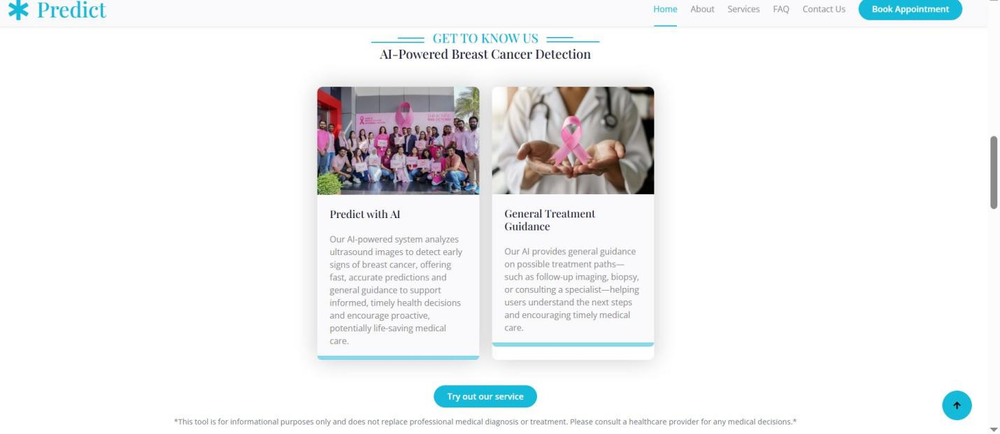 Predict
Home About Services FAQ Contact Us Book Appointment
GET TO KNOW US
AI-Powered Breast Cancer Detection
Predict with AI
Our AI-powered system analyzes
ultrasound images to detect early
signs of breast cancer, offering
fast, accurate predictions and
general guidance to support
informed, timely health decisions
and encourage proactive,
potentially life-saving medical
care.
General Treatment
Guidance
Our AI provides general guidance
on possible treatment paths—
such as follow-up imaging, biopsy,
or consulting a specialist—helping
users understand the next steps
and encouraging timely medical
care.
Try out our service
*This tool is for informational purposes only and does not replace professional medical diagnosis or treatment. Please consult a healthcare provider for any medical decisions.*